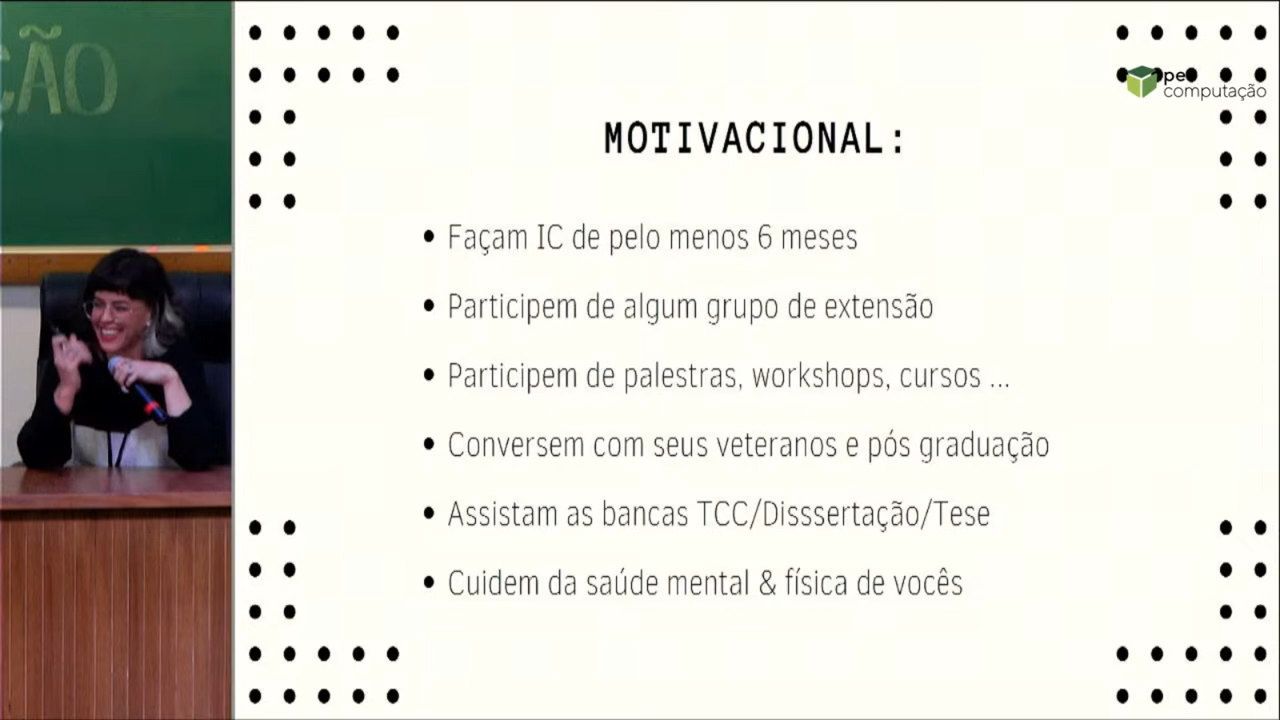 ÇÃO
pet
computação
MOTIVACIONAL:
• Façam IC de pelo menos 6 meses
• Participem de algum grupo de extensão
• Participem de palestras, workshops, cursos ...
• Conversem com seus veteranos e pós graduação
• Assistam as bancas TCC/Disssertação/Tese
• Cuidem da saúde mental & física de vocês